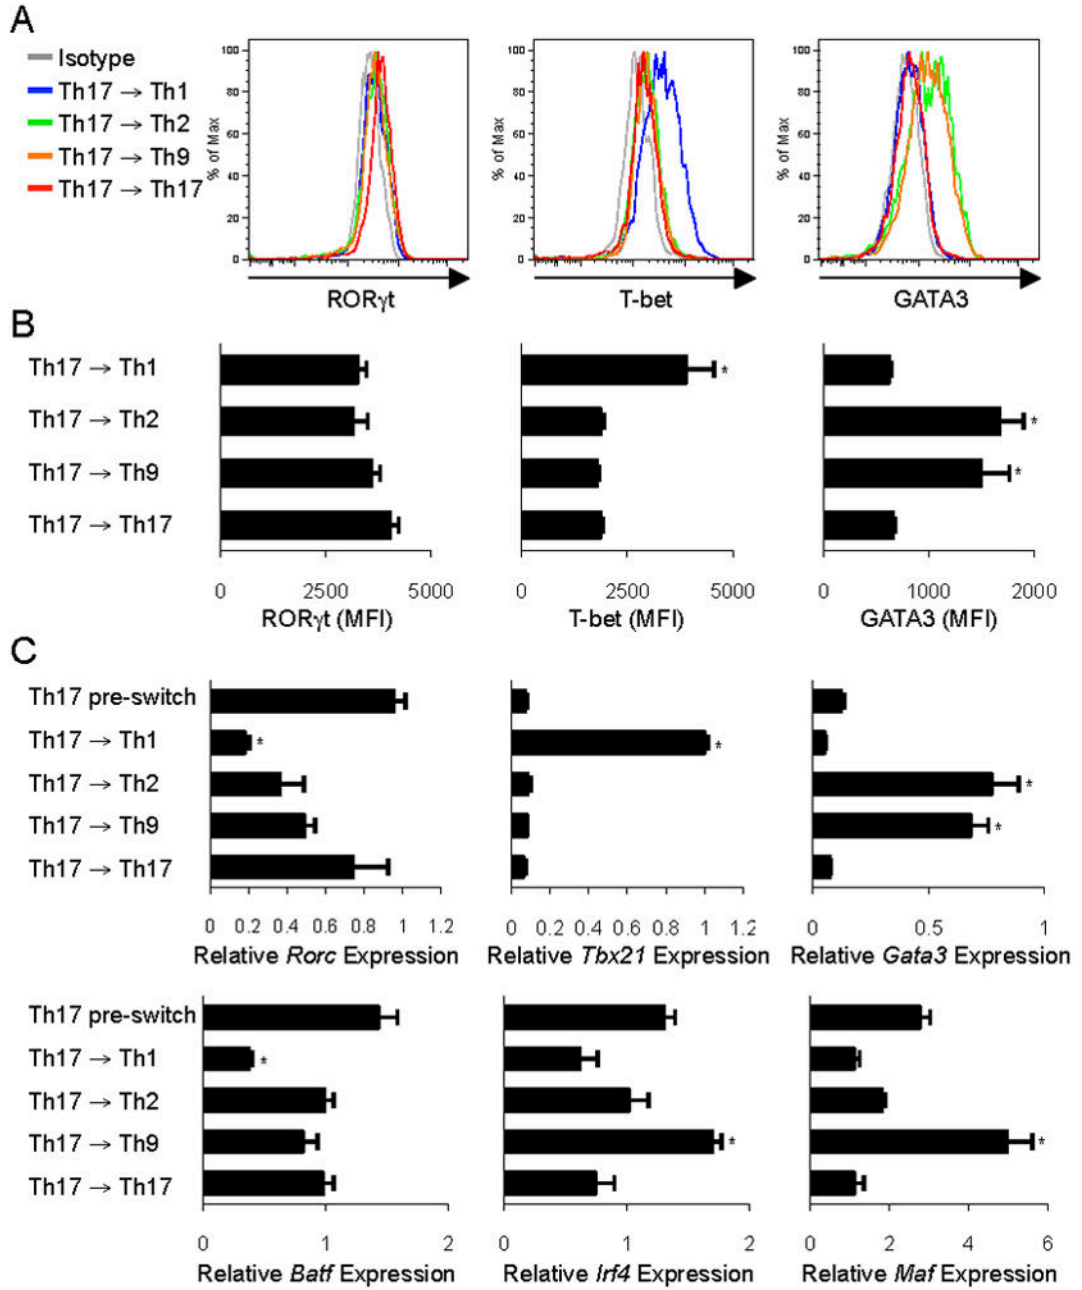 A
Isotype
Th17 → Th1
Th17 → Th2
Th17 → Th9
Th17 → Th17
% of Max
100
80
60
40
20
0
RORγt
% of Max
100
80
60
40
20
0
T-bet
% of Max
100
80
60
40
20
0
GATA3
B
Th17 → Th1
Th17 → Th2
Th17 → Th9
Th17 → Th17
* 
* 
* 
0 2500 5000
RORγt (MFI)
0 2500 5000
T-bet (MFI)
0 1000 2000
GATA3 (MFI)
C
Th17 pre-switch
Th17 → Th1
Th17 → Th2
Th17 → Th9
Th17 → Th17
*
*
*
*
0 0.2 0.4 0.6 0.8 1 1.2
Relative Rorc Expression
0 0.2 0.4 0.6 0.8 1 1.2
Relative Tbx21 Expression
0 0.5 1
Relative Gata3 Expression
Th17 pre-switch
Th17 → Th1
Th17 → Th2
Th17 → Th9
Th17 → Th17
*
*
*
0 1 2
Relative Batf Expression
0 1 2
Relative Irf4 Expression
0 2 4 6
Relative Maf Expression